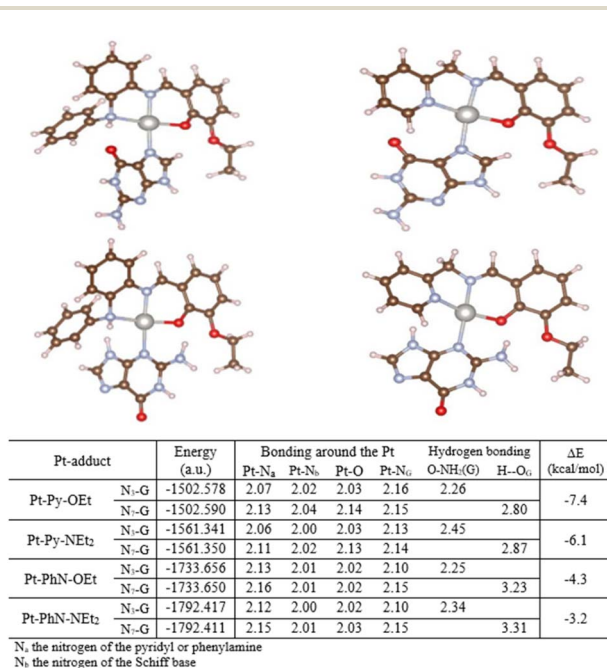 Pt-adduct Energy (a.u.) Bonding around the Pt Hydrogen bonding ΔE (kcal/mol)
Pt-Na Pt-Nb Pt-O Pt-NG O-NH2(G) H--OG
Pt-Py-OEt N3-G -1502.578 2.07 2.02 2.03 2.16 2.26 -7.4
N7-G -1502.590 2.13 2.04 2.14 2.15 2.80
Pt-Py-NEt2 N3-G -1561.341 2.06 2.00 2.03 2.13 2.45 -6.1
N7-G -1561.350 2.11 2.02 2.13 2.14 2.87
Pt-PhN-OEt N3-G -1733.656 2.13 2.01 2.02 2.10 2.25 -4.3
N7-G -1733.650 2.16 2.01 2.02 2.15 3.23
Pt-PhN-NEt2 N3-G -1792.417 2.12 2.00 2.02 2.10 2.34 -3.2
N7-G -1792.411 2.15 2.01 2.03 2.15 3.31
Na the nitrogen of the pyridyl or phenylamine
Nb the nitrogen of the Schiff base